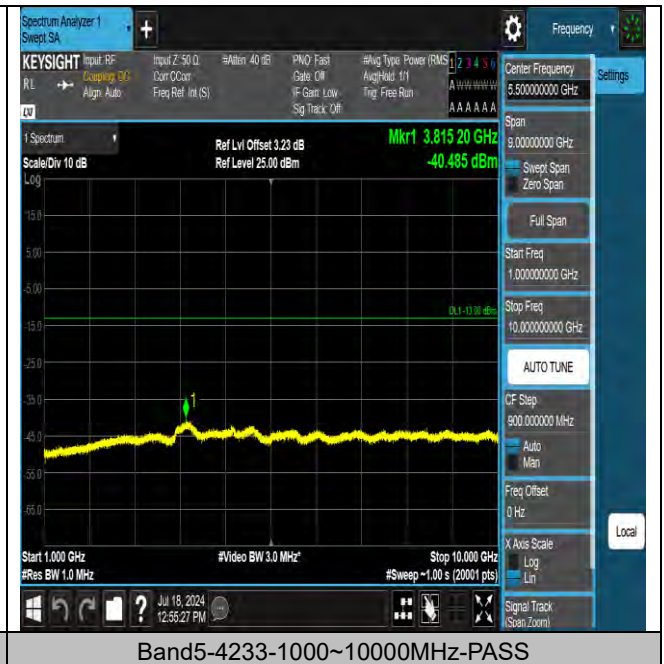 Spectrum Analyzer 1
Swept SA
+
Frequency
KEYSIGHT
RL
Input: RF
Coupling: DC
Align: Auto
Input Z: 50 Ω
Corr CCorr
Freq Ref: Int (S)
#Atten: 40 dB
PNO: Fast
Gate: Off
IF Gain: Low
Sig Track: Off
#Avg Type: Power (RMS)
Avg|Hold: 1/1
Trig: Free Run
1 2 3 4 5 6
A W W W W W
A A A A A A
1 Spectrum
Scale/Div 10 dB
Log
Ref Lvl Offset 3.23 dB
Ref Level 25.00 dBm
Mkr1 3.815 20 GHz
-40.485 dBm
15.0
5.00
-5.00
-15.0
-25.0
-35.0
-45.0
-55.0
-65.0
DL1 -13.00 dBm
1
Start 1.000 GHz
#Res BW 1.0 MHz
#Video BW 3.0 MHz*
Stop 10.000 GHz
#Sweep ~1.00 s (20001 pts)
Center Frequency
5.500000000 GHz
Settings
Span
9.00000000 GHz
Swept Span
Zero Span
Full Span
Start Freq
1.000000000 GHz
Stop Freq
10.000000000 GHz
AUTO TUNE
CF Step
900.000000 MHz
Auto
Man
Freq Offset
0 Hz
X Axis Scale
Log
Lin
Local
Signal Track
(Span Zoom)
?
Jul 18, 2024
12:55:27 PM
Band5-4233-1000~10000MHz-PASS